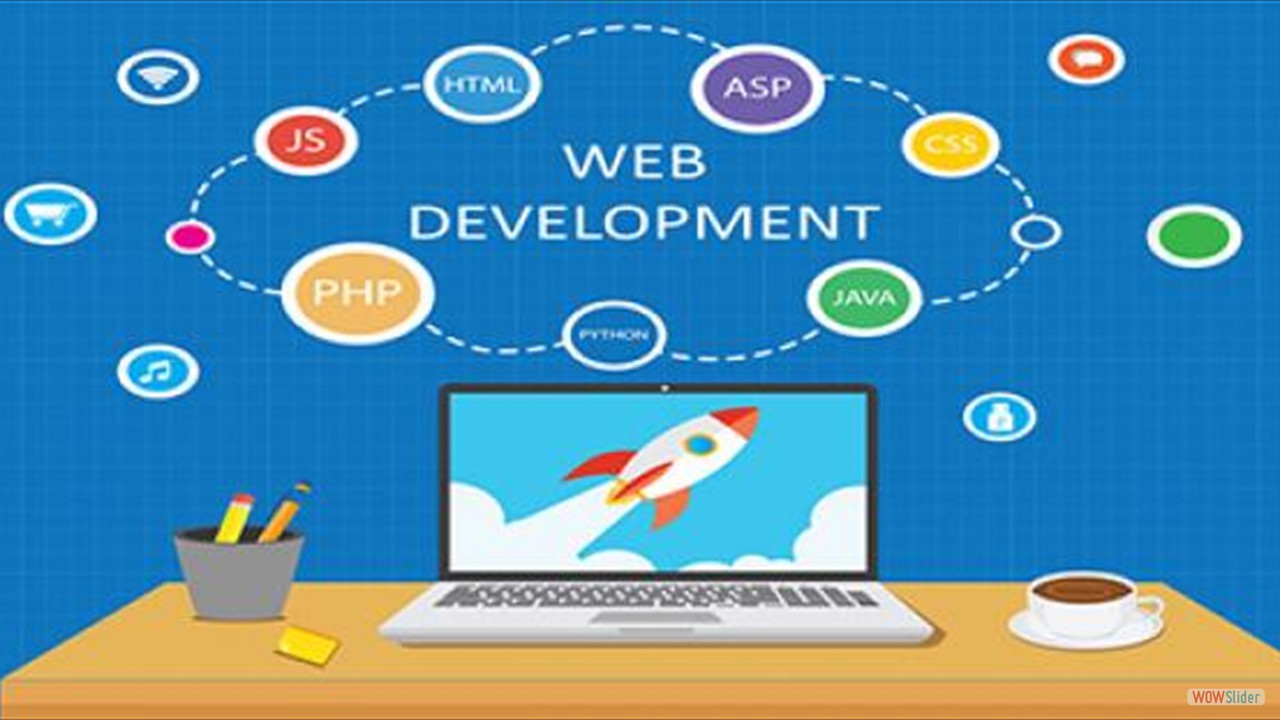 HTML
ASP
JS
CSS
WEB
DEVELOPMENT
PHP
JAVA
PYTHON
WOWSlider